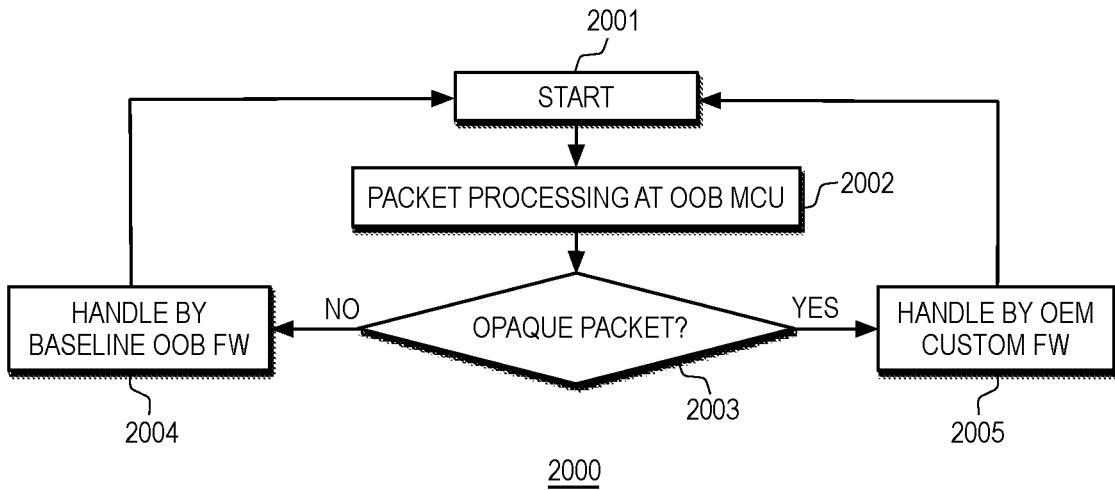 2001
START
PACKET PROCESSING AT OOB MCU
2002
HANDLE BY
BASELINE OOB FW
NO
OPAQUE PACKET?
YES
HANDLE BY OEM
CUSTOM FW
2003
2004
2005
2000